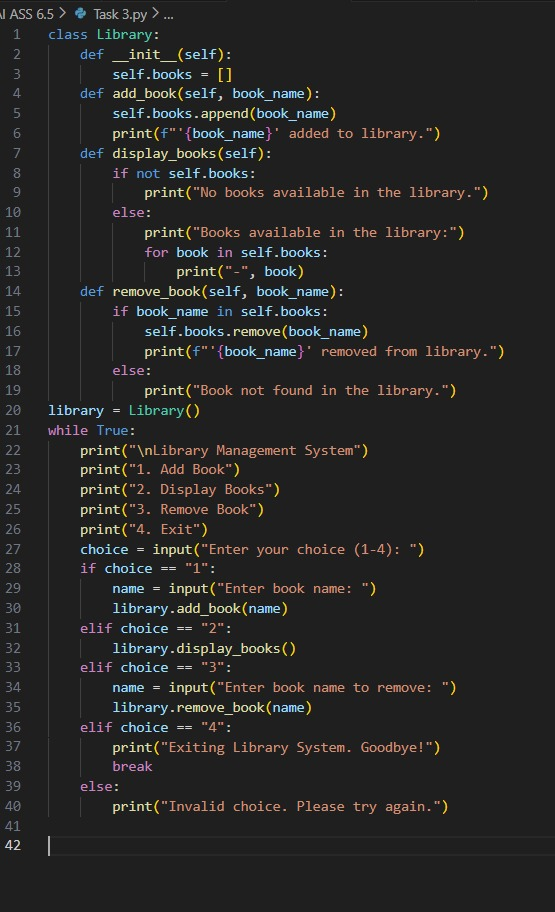 AI ASS 6.5 > Task 3.py > ...
1 class Library:
2     def __init__(self):
3         self.books = []
4     def add_book(self, book_name):
5         self.books.append(book_name)
6         print(f"'{book_name}' added to library.")
7     def display_books(self):
8         if not self.books:
9             print("No books available in the library.")
10         else:
11             print("Books available in the library:")
12             for book in self.books:
13                 print("-", book)
14     def remove_book(self, book_name):
15         if book_name in self.books:
16             self.books.remove(book_name)
17             print(f"'{book_name}' removed from library.")
18         else:
19             print("Book not found in the library.")
20 library = Library()
21 while True:
22     print("\nLibrary Management System")
23     print("1. Add Book")
24     print("2. Display Books")
25     print("3. Remove Book")
26     print("4. Exit")
27     choice = input("Enter your choice (1-4): ")
28     if choice == "1":
29         name = input("Enter book name: ")
30         library.add_book(name)
31     elif choice == "2":
32         library.display_books()
33     elif choice == "3":
34         name = input("Enter book name to remove: ")
35         library.remove_book(name)
36     elif choice == "4":
37         print("Exiting Library System. Goodbye!")
38         break
39     else:
40         print("Invalid choice. Please try again.")
41
42